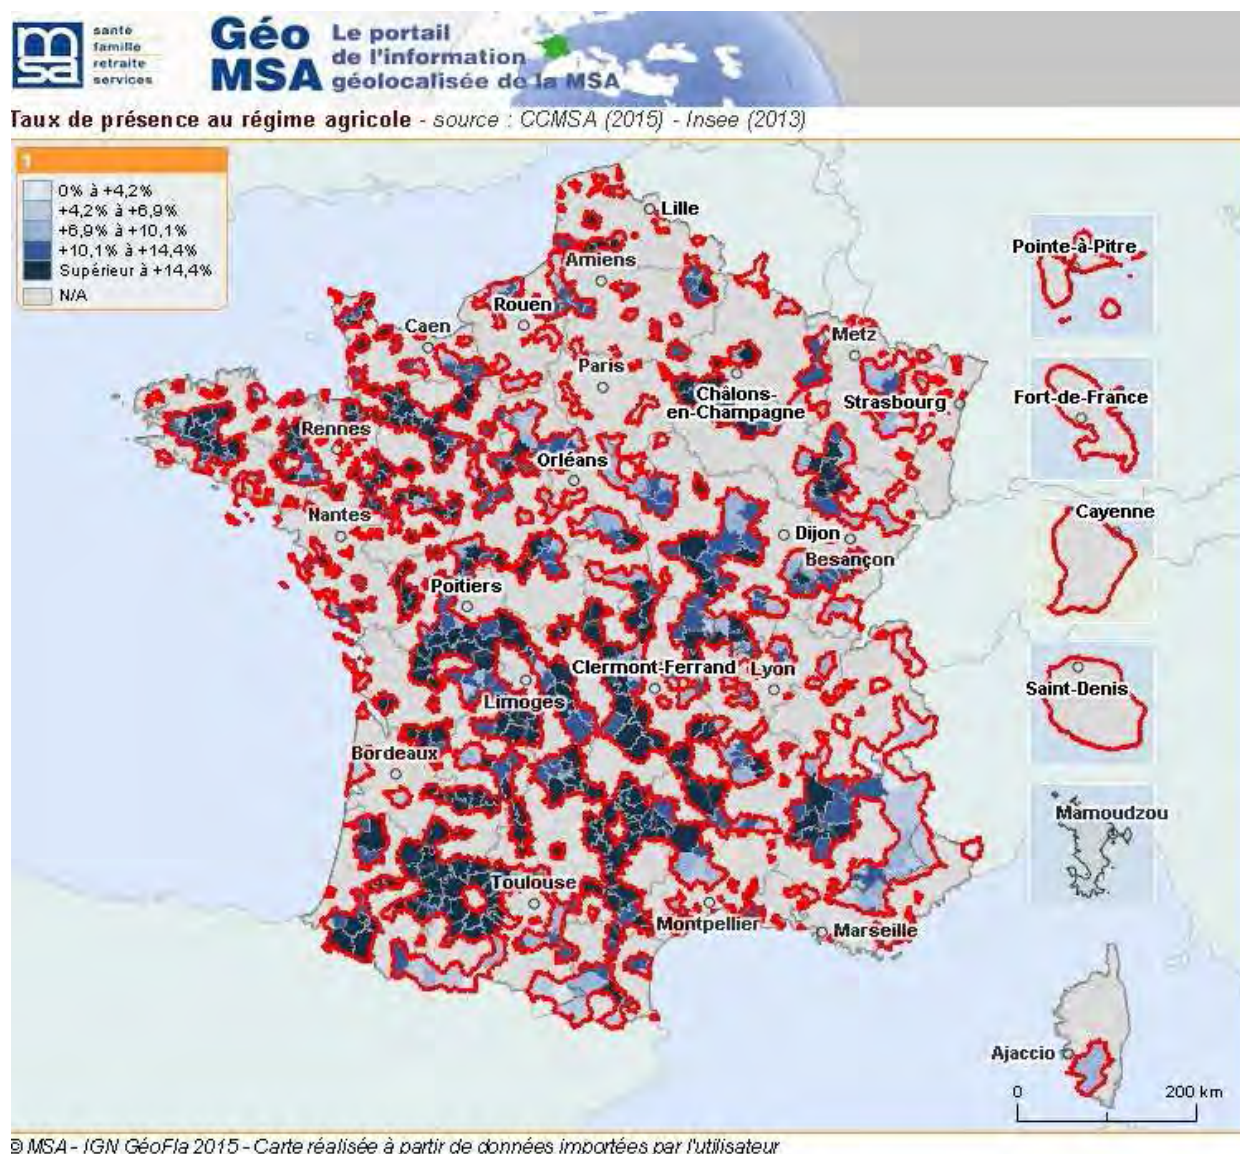 msa
santé
famille
retraite
services
Géo
MSA
Le portail
de l'information
géolocalisée de la MSA
Taux de présence au régime agricole - source : CCMSA (2015) - Insee (2013)
1
0% à +4,2%
+4,2% à +6,9%
+6,9% à +10,1%
+10,1% à +14,4%
Supérieur à +14,4%
N/A
Lille
Amiens
Rouen
Caen
Metz
Paris
Châlons-
en-Champagne
Strasbourg
Rennes
Orléans
Nantes
Dijon
Besançon
Poitiers
Clermont-Ferrand
Lyon
Limoges
Bordeaux
Toulouse
Montpellier
Marseille
Pointe-à-Pitre
Fort-de-France
Cayenne
Saint-Denis
Mamoudzou
Ajaccio
0 200 km
© MSA - IGN GéoFla 2015 - Carte réalisée à partir de données importées par l'utilisateur